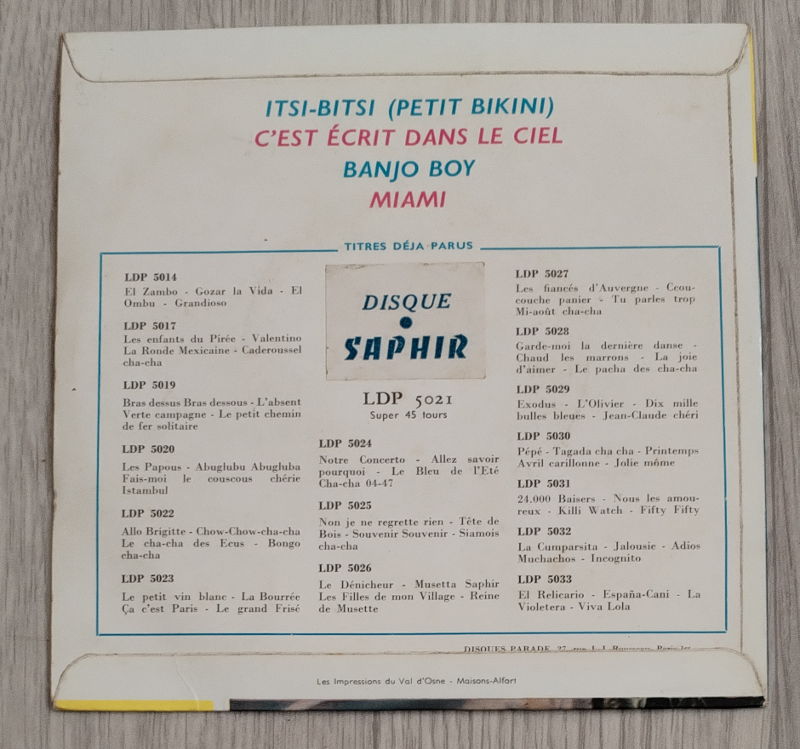 ITSI-BITSI (PETIT BIKINI)
C'EST ÉCRIT DANS LE CIEL
BANJO BOY
MIAMI
TITRES DÉJA PARUS
LDP 5014
El Zambo - Gozar la Vida - El
Ombu - Grandioso
LDP 5017
Les enfants du Pirée - Valentino
La Ronde Mexicaine - Caderoussel
cha-cha
LDP 5019
Bras dessus Bras dessous - L'absent
Verte campagne - Le petit chemin
de fer solitaire
LDP 5020
Les Papous - Abuglubu Abugluba
Fais-moi le couscous chérie
Istambul
LDP 5022
Allo Brigitte - Chow-Chow-cha-cha
Le cha-cha des Ecus - Bongo
cha-cha
LDP 5023
Le petit vin blanc - La Bourrée
Ça c'est Paris - Le grand Frisé
DISQUE
SAPHIR
LDP 5021
Super 45 tours
LDP 5024
Notre Concerto - Allez savoir
pourquoi - Le Bleu de l'Eté
Cha-cha 04-47
LDP 5025
Non je ne regrette rien - Tête de
Bois - Souvenir Souvenir - Siamois
cha-cha
LDP 5026
Le Dénicheur - Musetta Saphir
Les Filles de mon Village - Reine
de Musette
LDP 5027
Les fiancés d'Auvergne - Ccou-
couche panier - Tu parles trop
Mi-août cha-cha
LDP 5028
Garde-moi la dernière danse -
Chaud les marrons - La joie
d'aimer - Le pacha des cha-cha
LDP 5029
Exodus - L'Olivier - Dix mille
bulles bleues - Jean-Claude chéri
LDP 5030
Pépé - Tagada cha cha - Printemps
Avril carillonne - Jolie môme
LDP 5031
24.000 Baisers - Nous les amou-
reux - Killi Watch - Fifty Fifty
LDP 5032
La Cumparsita - Jalousie - Adios
Muchachos - Incognito
LDP 5033
El Relicario - España-Cani - La
Violetera - Viva Lola
DISQUES PARADE, 27, rue J.-J. Rousseau, Paris-1er
Les Impressions du Val d'Osne - Maisons-Alfort